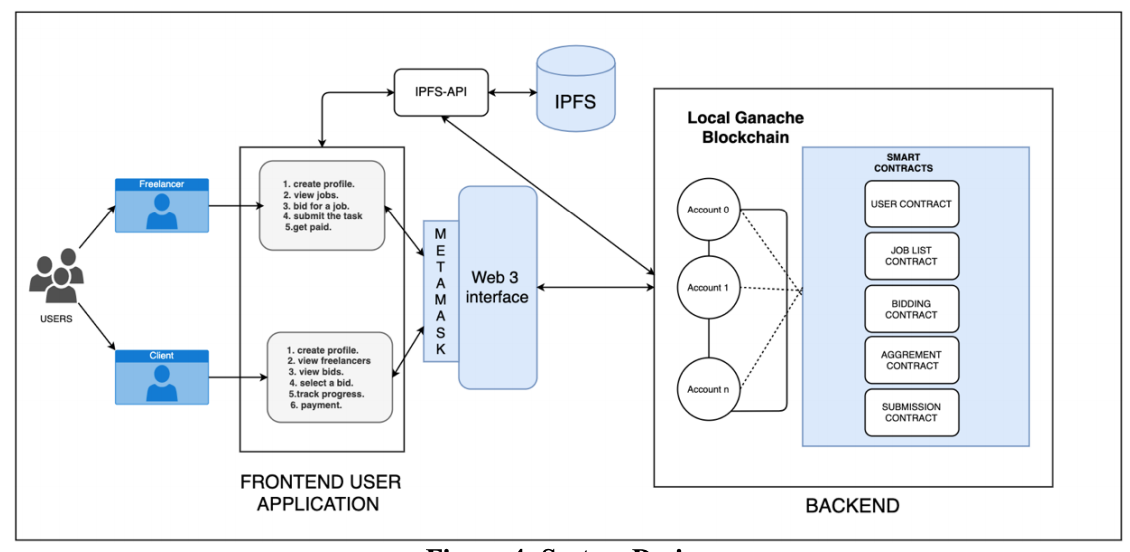 IPFS-API
IPFS
Local Ganache
Blockchain
SMART
CONTRACTS
Freelancer
1. create profile.
2. view jobs.
3. bid for a job.
4. submit the task
5.get paid.
USER CONTRACT
Account 0
M
E
T
A
M
A
S
K
JOB LIST
CONTRACT
Web 3
interface
Account 1
BIDDING
CONTRACT
USERS
Client
1. create profile.
2. view freelancers
3. view bids.
4. select a bid.
5.track progress.
6. payment.
AGGREMENT
CONTRACT
Account n
SUBMISSION
CONTRACT
FRONTEND USER
APPLICATION
BACKEND